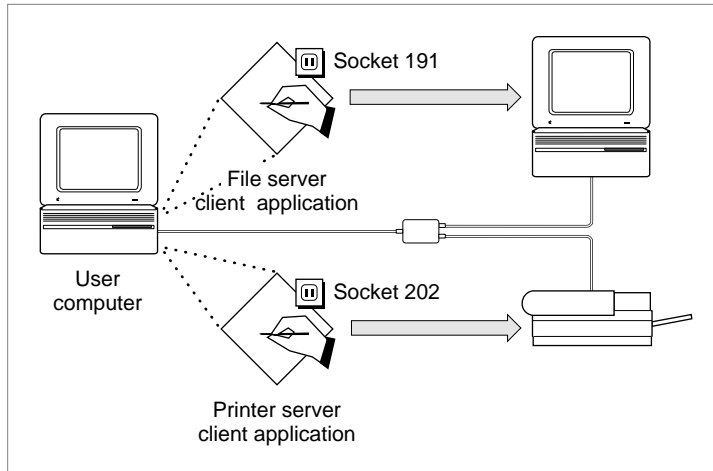 Socket 191
File server
client application
User
computer
Socket 202
Printer server
client application